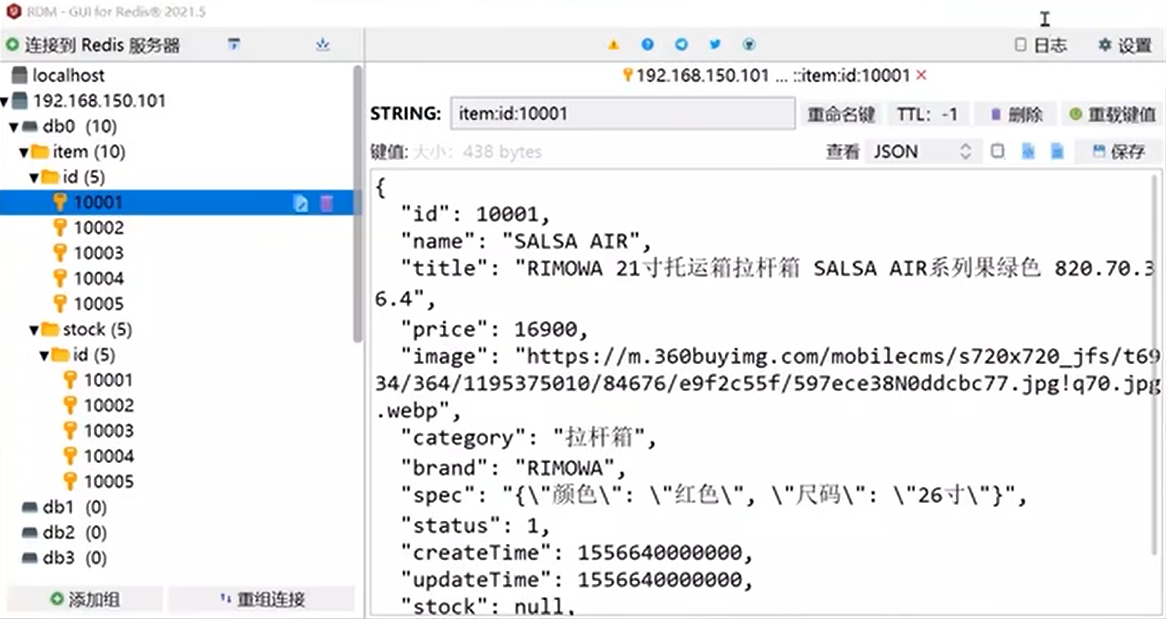 RDM - GUI for Redis® 2021.5
连接到 Redis 服务器
日志
设置
localhost
192.168.150.101
db0 (10)
item (10)
id (5)
10001
10002
10003
10004
10005
stock (5)
id (5)
10001
10002
10003
10004
10005
db1 (0)
db2 (0)
db3 (0)
添加组
重组连接
192.168.150.101 ... ::item:id:10001
STRING:
item:id:10001
重命名键
TTL: -1
删除
重载键值
键值: 大小: 438 bytes
查看
JSON
保存
{
"id": 10001,
"name": "SALSA AIR",
"title": "RIMOWA 21寸托运箱拉杆箱 SALSA AIR系列果绿色 820.70.3
6.4",
"price": 16900,
"image": "https://m.360buyimg.com/mobilecms/s720x720_jfs/t69
34/364/1195375010/84676/e9f2c55f/597ece38N0ddcbc77.jpg!q70.jpg
.webp",
"category": "拉杆箱",
"brand": "RIMOWA",
"spec": "{\"颜色\": \"红色\", \"尺码\": \"26寸\"}",
"status": 1,
"createTime": 1556640000000,
"updateTime": 1556640000000,
"stock": null,